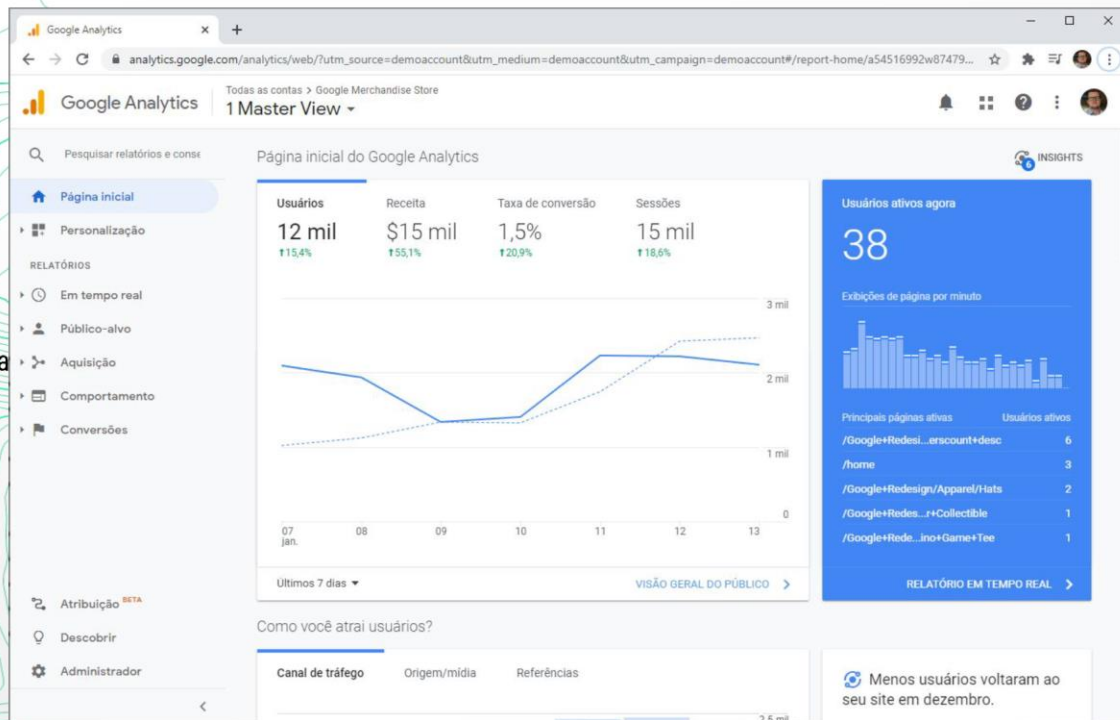 Google Analytics
analytics.google.com/analytics/web/?utm_source=demoaccount&utm_medium=demoaccount&utm_campaign=demoaccount#/report-home/a54516992w87479...
Google Analytics
Todas as contas > Google Merchandise Store
1 Master View
Pesquisar relatórios e conse
Página inicial do Google Analytics
6
INSIGHTS
Página inicial
Personalização
RELATÓRIOS
Em tempo real
Público-alvo
a
Aquisição
Comportamento
Conversões
Atribuição BETA
Descobrir
Administrador
Usuários
Receita
Taxa de conversão
Sessões
12 mil
$15 mil
1,5%
15 mil
↑15,4%
↑55,1%
↑20,9%
↑18,6%
3 mil
2 mil
1 mil
0
07
jan.
08
09
10
11
12
13
Últimos 7 dias
VISÃO GERAL DO PÚBLICO
Usuários ativos agora
38
Exibições de página por minuto
Principais páginas ativas
Usuários ativos
/Google+Redesi...erscount+desc 6
/home 3
/Google+Redesign/Apparel/Hats 2
/Google+Redes...r+Collectible 1
/Google+Rede...ino+Game+Tee 1
RELATÓRIO EM TEMPO REAL
Como você atrai usuários?
Canal de tráfego
Origem/mídia
Referências
2,5 mil
Menos usuários voltaram ao
seu site em dezembro.